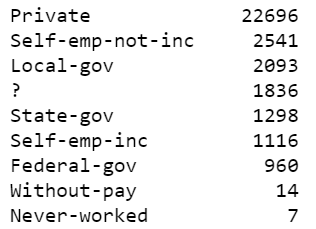 Private 22696
Self-emp-not-inc 2541
Local-gov 2093
? 1836
State-gov 1298
Self-emp-inc 1116
Federal-gov 960
Without-pay 14
Never-worked 7